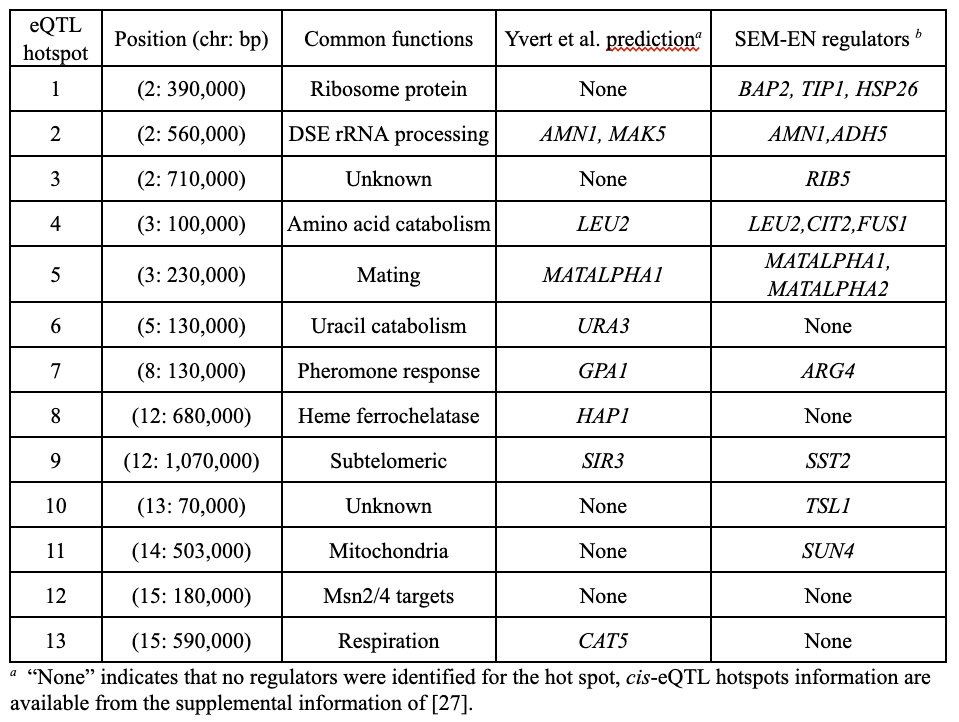 eQTL hotspot | Position (chr: bp) | Common functions | Yvert et al. prediction a | SEM-EN regulators b
1 | (2: 390,000) | Ribosome protein | None | BAP2, TIP1, HSP26
2 | (2: 560,000) | DSE rRNA processing | AMN1, MAK5 | AMN1,ADH5
3 | (2: 710,000) | Unknown | None | RIB5
4 | (3: 100,000) | Amino acid catabolism | LEU2 | LEU2,CIT2,FUS1
5 | (3: 230,000) | Mating | MATALPHA1 | MATALPHA1, MATALPHA2
6 | (5: 130,000) | Uracil catabolism | URA3 | None
7 | (8: 130,000) | Pheromone response | GPA1 | ARG4
8 | (12: 680,000) | Heme ferrochelatase | HAP1 | None
9 | (12: 1,070,000) | Subtelomeric | SIR3 | SST2
10 | (13: 70,000) | Unknown | None | TSL1
11 | (14: 503,000) | Mitochondria | None | SUN4
12 | (15: 180,000) | Msn2/4 targets | None | None
13 | (15: 590,000) | Respiration | CAT5 | None
a “None” indicates that no regulators were identified for the hot spot, cis-eQTL hotspots information are
available from the supplemental information of [27].